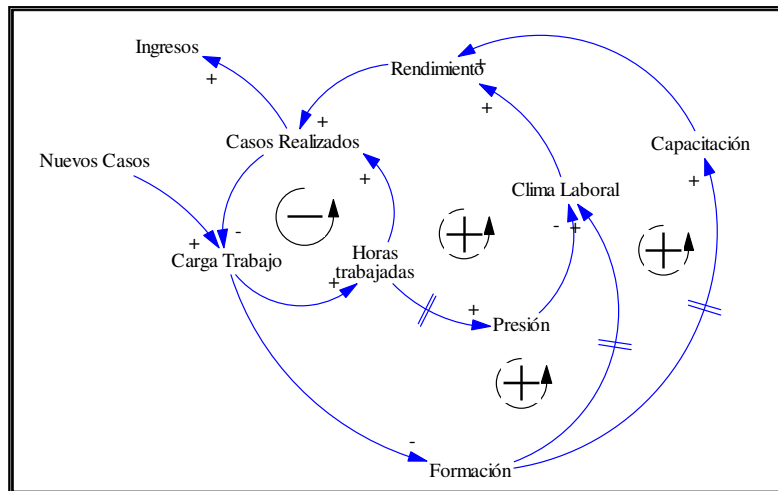 Ingresos
+
Rendimiento
+
+
+
Casos Realizados
Capacitación
Nuevos Casos
+
+
Clima Laboral
-
-
+
+
Carga Trabajo
Horas
trabajadas
+
+
Presión
-
Formación